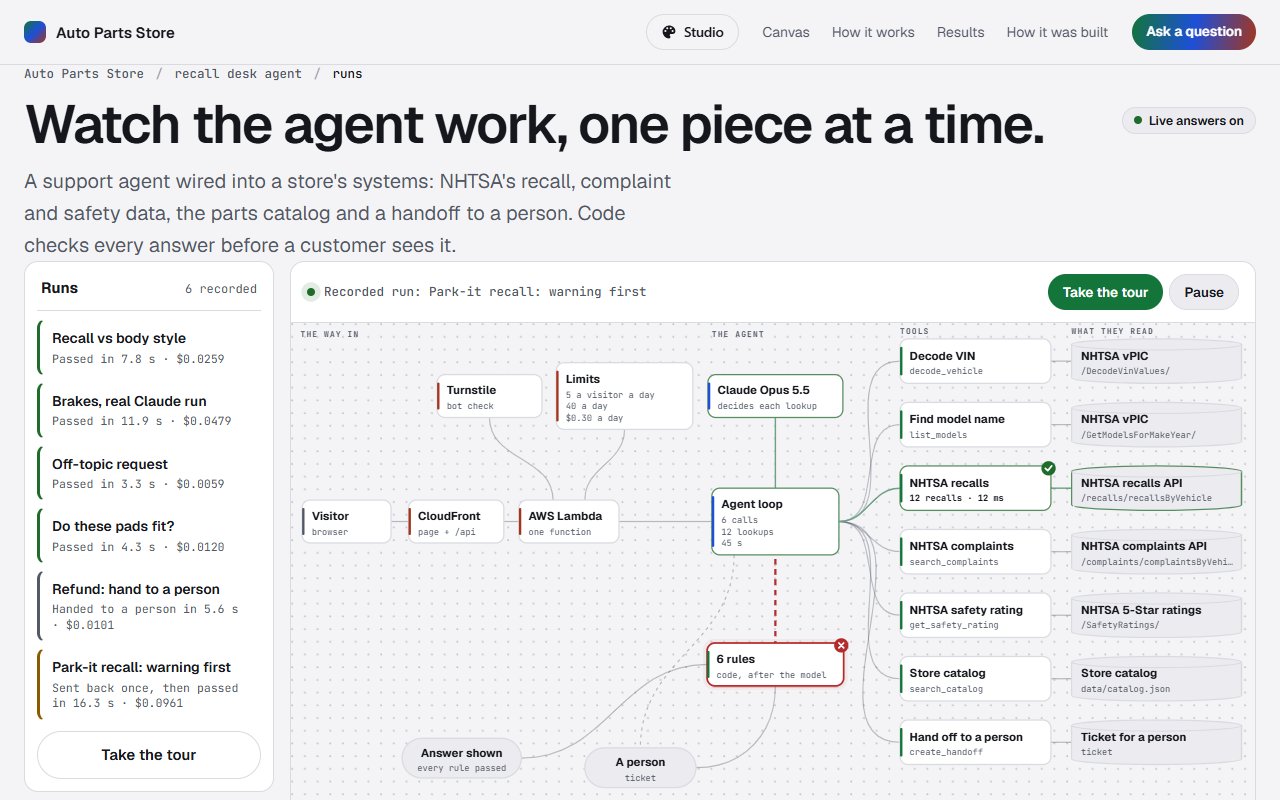 Auto Parts Store
Studio
Canvas
How it works
Results
How it was built
Ask a question
Auto Parts Store / recall desk agent / runs
Watch the agent work, one piece at a time.
Live answers on
A support agent wired into a store's systems: NHTSA's recall, complaint
and safety data, the parts catalog and a handoff to a person. Code
checks every answer before a customer sees it.
Runs
6 recorded
Recall vs body style
Passed in 7.8 s · $0.0259
Brakes, real Claude run
Passed in 11.9 s · $0.0479
Off-topic request
Passed in 3.3 s · $0.0059
Do these pads fit?
Passed in 4.3 s · $0.0120
Refund: hand to a person
Handed to a person in 5.6 s
· $0.0101
Park-it recall: warning first
Sent back once, then passed
in 16.3 s · $0.0961
Take the tour
Recorded run: Park-it recall: warning first
Take the tour
Pause
THE WAY IN
THE AGENT
TOOLS
WHAT THEY READ
Turnstile
bot check
Limits
5 a visitor a day
40 a day
$0.30 a day
Claude Opus 5.5
decides each lookup
Visitor
browser
CloudFront
page + /api
AWS Lambda
one function
Agent loop
6 calls
12 lookups
45 s
6 rules
code, after the model
Answer shown
every rule passed
A person
ticket
Decode VIN
decode_vehicle
NHTSA vPIC
/DecodeVinValues/
Find model name
list_models
NHTSA vPIC
/GetModelsForMakeYear/
NHTSA recalls
12 recalls · 12 ms
NHTSA recalls API
/recalls/recallsByVehicle
NHTSA complaints
search_complaints
NHTSA complaints API
/complaints/complaintsByVehi…
NHTSA safety rating
get_safety_rating
NHTSA 5-Star ratings
/SafetyRatings/
Store catalog
search_catalog
Store catalog
data/catalog.json
Hand off to a person
create_handoff
Ticket for a person
ticket